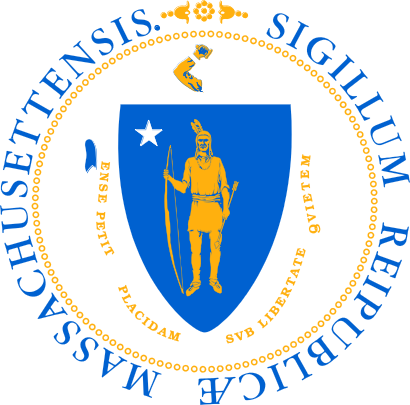 SIGILLUM REIPUBLICÆ MASSACHUSETTENSIS.
ENSE PETIT PLACIDAM SVB LIBERTATE QVIETEM